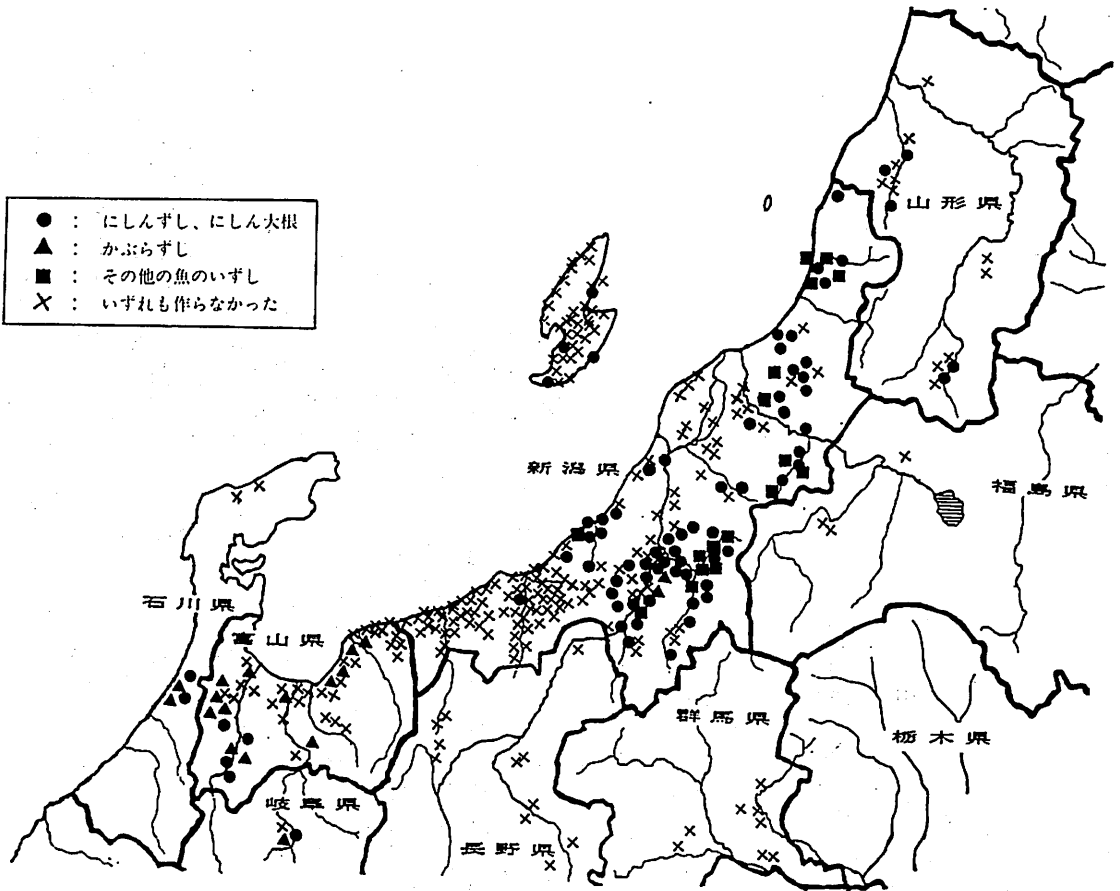 ● : にしんずし、にしん大根
▲ : かぶらずし
■ : その他の魚のいずし
× : いずれも作らなかった
山形県
新潟県
福島県
石川県
富山県
群馬県
栃木県
岐阜県
長野県